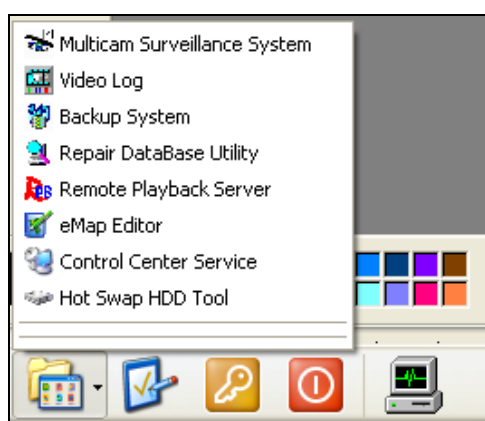 Multicam Surveillance System
Video Log
Backup System
Repair DataBase Utility
Remote Playback Server
eMap Editor
Control Center Service
Hot Swap HDD Tool